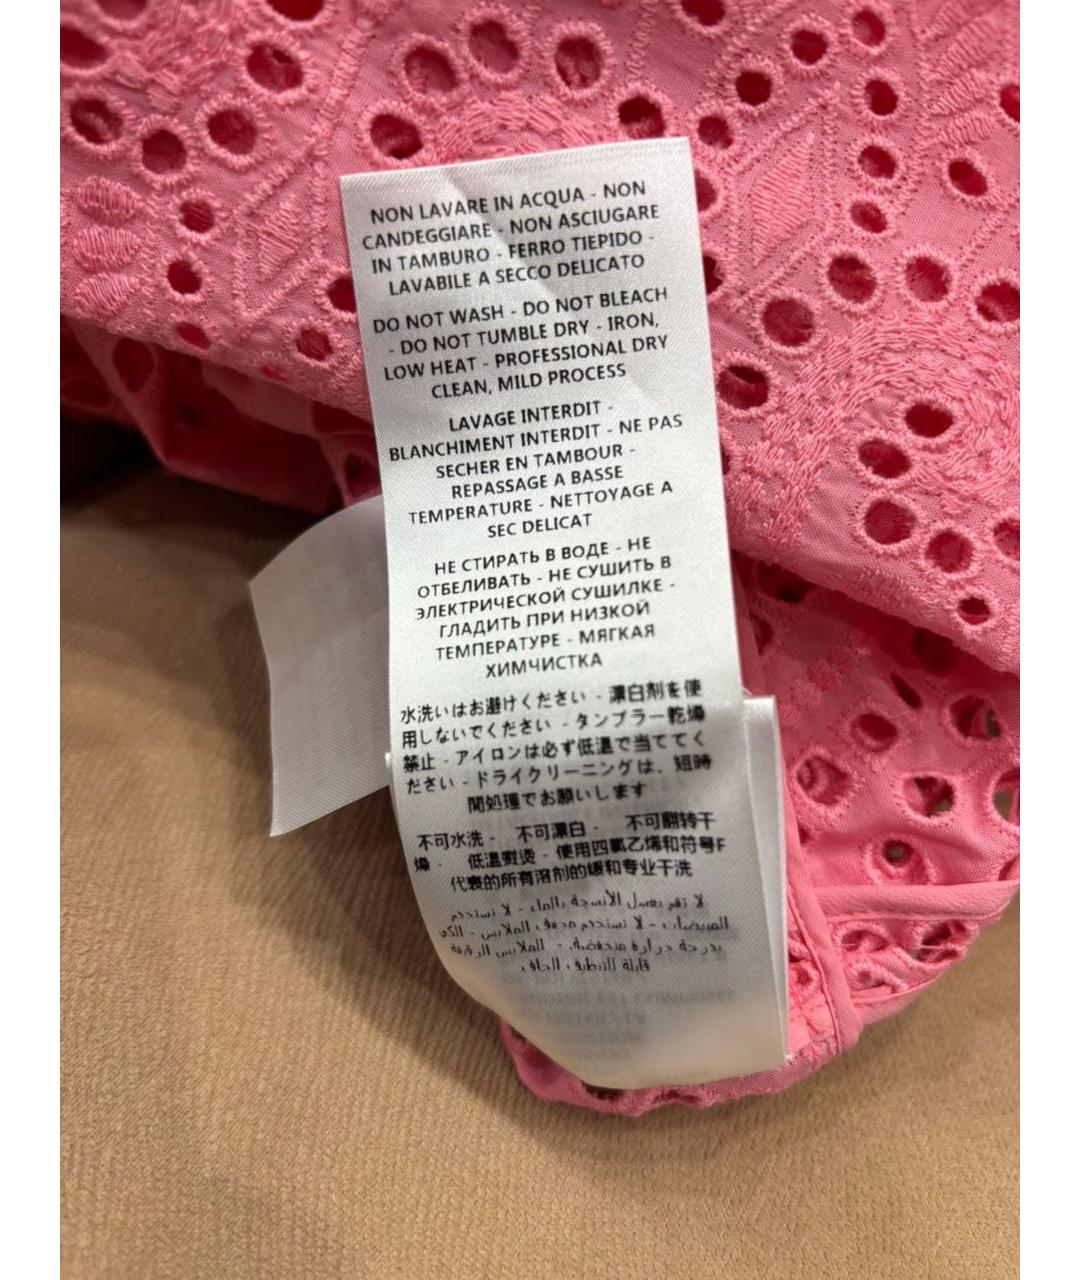 NON LAVARE IN ACQUA - NON
CANDEGGIARE - NON ASCIUGARE
IN TAMBURO - FERRO TIEPIDO -
LAVABILE A SECCO DELICATO
DO NOT WASH - DO NOT BLEACH
- DO NOT TUMBLE DRY - IRON,
LOW HEAT - PROFESSIONAL DRY
CLEAN, MILD PROCESS
LAVAGE INTERDIT -
BLANCHIMENT INTERDIT - NE PAS
SECHER EN TAMBOUR -
REPASSAGE A BASSE
TEMPERATURE - NETTOYAGE A
SEC DELICAT
НЕ СТИРАТЬ В ВОДЕ - НЕ
ОТБЕЛИВАТЬ - НЕ СУШИТЬ В
ЭЛЕКТРИЧЕСКОЙ СУШИЛКЕ -
ГЛАДИТЬ ПРИ НИЗКОЙ
ТЕМПЕРАТУРЕ - МЯГКАЯ
ХИМЧИСТКА
水洗いはお避けください - 漂白剤を使
用しないでください - タンブラー乾燥
禁止 - アイロンは必ず低温で当ててく
ださい - ドライクリーニングは、短時
間処理でお願いします
不可水洗 - 不可漂白 - 不可翻转干
燥 - 低温熨烫 - 使用四氯乙烯和符号F
代表的所有溶剂的缓和专业干洗